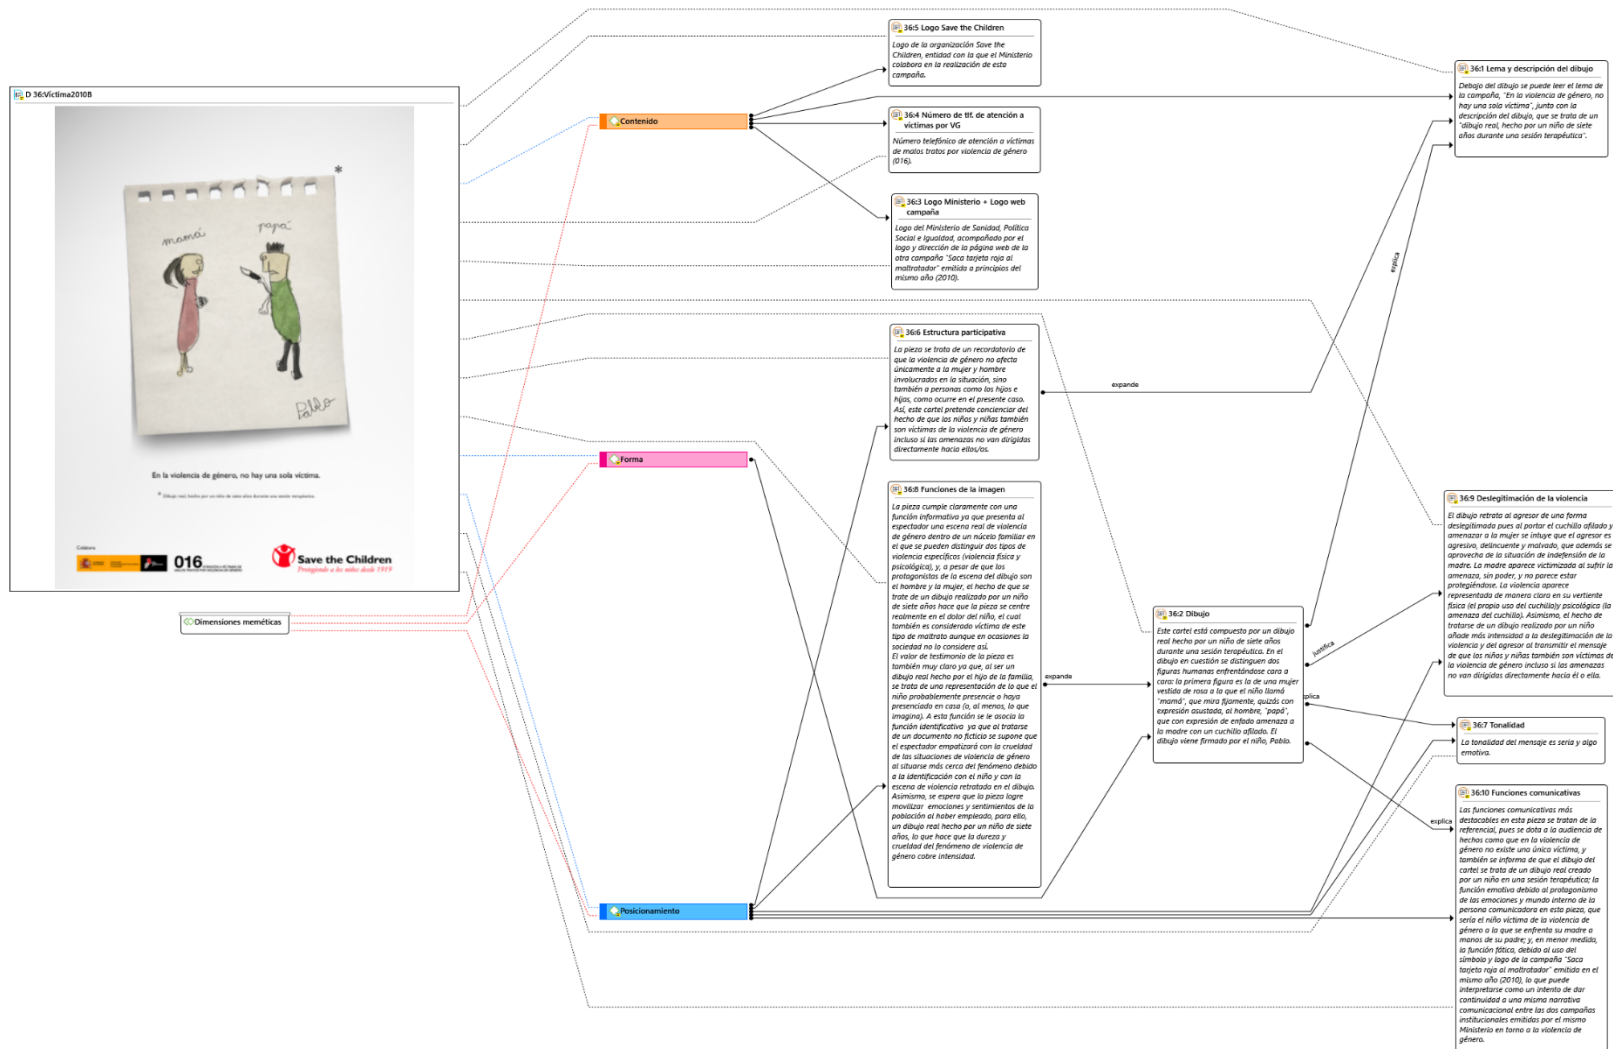 D 36:Víctima2010B
*
mamá
papá
Pablo
En la violencia de género, no hay una sola víctima.
* Dibujo real, hecho por un niño de siete años durante una sesión terapéutica.
Colabora:
016
Save the Children
Protegiendo a los niños desde 1919
Dimensiones meméticas
Contenido
Forma
Posicionamiento
36:5 Logo Save the Children
Logo de la organización Save the
Children, entidad con la que el Ministerio
colabora en la realización de esta
campaña.
36:4 Número de tlf. de atención a
víctimas por VG
Número telefónico de atención a víctimas
de malos tratos por violencia de género
(016).
36:3 Logo Ministerio + Logo web
campaña
Logo del Ministerio de Sanidad, Política
Social e Igualdad, acompañado por el
logo y dirección de la página web de la
otra campaña "Saca tarjeta roja al
maltratador" emitida a principios del
mismo año (2010).
36:6 Estructura participativa
La pieza se trata de un recordatorio de
que la violencia de género no afecta
únicamente a la mujer y hombre
involucrados en la situación, sino
también a personas como los hijos e
hijas, como ocurre en el presente caso.
Así, este cartel pretende concienciar del
hecho de que los niños y niñas también
son víctimas de la violencia de género
incluso si las amenazas no van dirigidas
directamente hacia ellos/as.
36:8 Funciones de la imagen
La pieza cumple claramente con una
función informativa ya que presenta al
espectador una escena real de violencia
de género dentro de un núcelo familiar en
el que se pueden distinguir dos tipos de
violencia específicos (violencia física y
psicológica), y, a pesar de que los
protagonistas de la escena del dibujo son
el hombre y la mujer, el hecho de que se
trate de un dibujo realizado por un niño
de siete años hace que la pieza se centre
realmente en el dolor del niño, el cual
también es considerado víctima de este
tipo de maltrato aunque en ocasiones la
sociedad no lo considere así.
El valor de testimonio de la pieza es
también muy claro ya que, al ser un
dibujo real hecho por el hijo de la familia,
se trata de una representación de lo que el
niño probablemente presencie o haya
presenciado en casa (o, al menos, lo que
imagina). A esta función se le asocia la
función identificativa ya que al tratarse
de un documento no ficticio se supone que
el espectador empatizará con la crueldad
de las situaciones de violencia de género
al situarse más cerca del fenómeno debido
a la identificación con el niño y con la
escena de violencia retratada en el dibujo.
Asimismo, se espera que la pieza logre
movilizar emociones y sentimientos de la
población al haber empleado, para ello,
un dibujo real hecho por un niño de siete
años, lo que hace que la dureza y
crueldad del fenómeno de violencia de
género cobre intensidad.
expande
expande
36:2 Dibujo
Este cartel está compuesto por un dibujo
real hecho por un niño de siete años
durante una sesión terapéutica. En el
dibujo en cuestión se distinguen dos
figuras humanas enfrentándose cara a
cara: la primera figura es la de una mujer
vestida de rosa a la que el niño llamó
"mamá", que mira fijamente, quizás con
expresión asustada, al hombre, "papá",
que con expresión de enfado amenaza a
la madre con un cuchillo afilado. El
dibujo viene firmado por el niño, Pablo.
explica
justifica
xplica
explica
36:1 Lema y descripción del dibujo
Debajo del dibujo se puede leer el lema de
la campaña, "En la violencia de género, no
hay una sola víctima", junto con la
descripción del dibujo, que se trata de un
"dibujo real, hecho por un niño de siete
años durante una sesión terapéutica".
36:9 Deslegitimación de la violencia
El dibujo retrata al agresor de una forma
deslegitimada pues al portar el cuchillo afilado y
amenazar a la mujer se intuye que el agresor es
agresivo, delincuente y malvado, que además se
aprovecha de la situación de indefensión de la
madre. La madre aparece victimizada al sufrir la
amenaza, sin poder, y no parece estar
protegiéndose. La violencia aparece
representada de manera clara en su vertiente
física (el propio uso del cuchillo)y psicológica (la
amenaza del cuchillo). Asimismo, el hecho de
tratarse de un dibujo realizado por un niño
añade más intensidad a la deslegitimación de la
violencia y del agresor al transmitir el mensaje
de que los niños y niñas también son víctimas de
la violencia de género incluso si las amenazas
no van dirigidas directamente hacia él o ella.
36:7 Tonalidad
La tonalidad del mensaje es seria y algo
emotiva.
36:10 Funciones comunicativas
Las funciones comunicativas más
destacables en esta pieza se tratan de la
referencial, pues se dota a la audiencia de
hechos como que en la violencia de
género no existe una única víctima, y
también se informa de que el dibujo del
cartel se trata de un dibujo real creado
por un niño en una sesión terapéutica; la
función emotiva debido al protagonismo
de las emociones y mundo interno de la
persona comunicadora en esta pieza, que
sería el niño víctima de la violencia de
género a la que se enfrenta su madre a
manos de su padre; y, en menor medida,
la función fática, debido al uso del
símbolo y logo de la campaña "Saca
tarjeta roja al maltratador" emitida en el
mismo año (2010), lo que puede
interpretarse como un intento de dar
continuidad a una misma narrativa
comunicacional entre las dos campañas
institucionales emitidas por el mismo
Ministerio en torno a la violencia de
género.